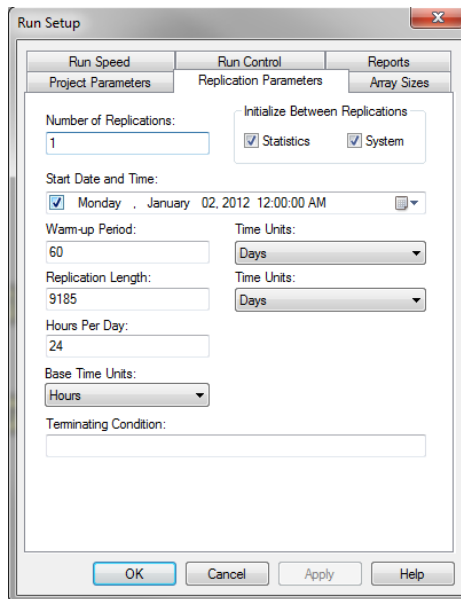 Run Setup
Run Speed Run Control Reports
Project Parameters Replication Parameters Array Sizes
Number of Replications:
1
Initialize Between Replications
Statistics System
Start Date and Time:
Monday , January 02, 2012 12:00:00 AM
Warm-up Period: Time Units:
60 Days
Replication Length: Time Units:
9185 Days
Hours Per Day:
24
Base Time Units:
Hours
Terminating Condition:
OK Cancel Apply Help